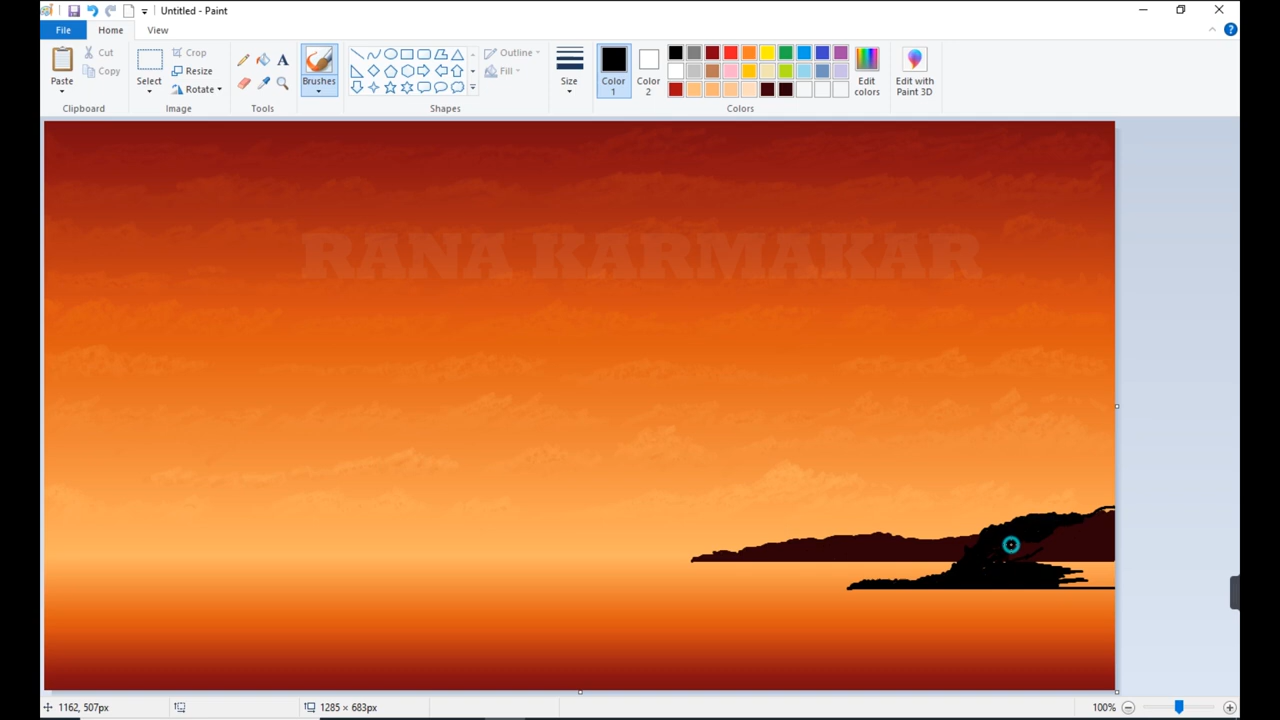 Untitled - Paint
File
Home
View
Paste
Cut
Copy
Clipboard
Select
Crop
Resize
Rotate
Image
Tools
Brushes
Shapes
Outline
Fill
Size
Color
1
Color
2
Colors
Edit
colors
Edit with
Paint 3D
RANA KARMAKAR
1162, 507px
1285 × 683px
100%